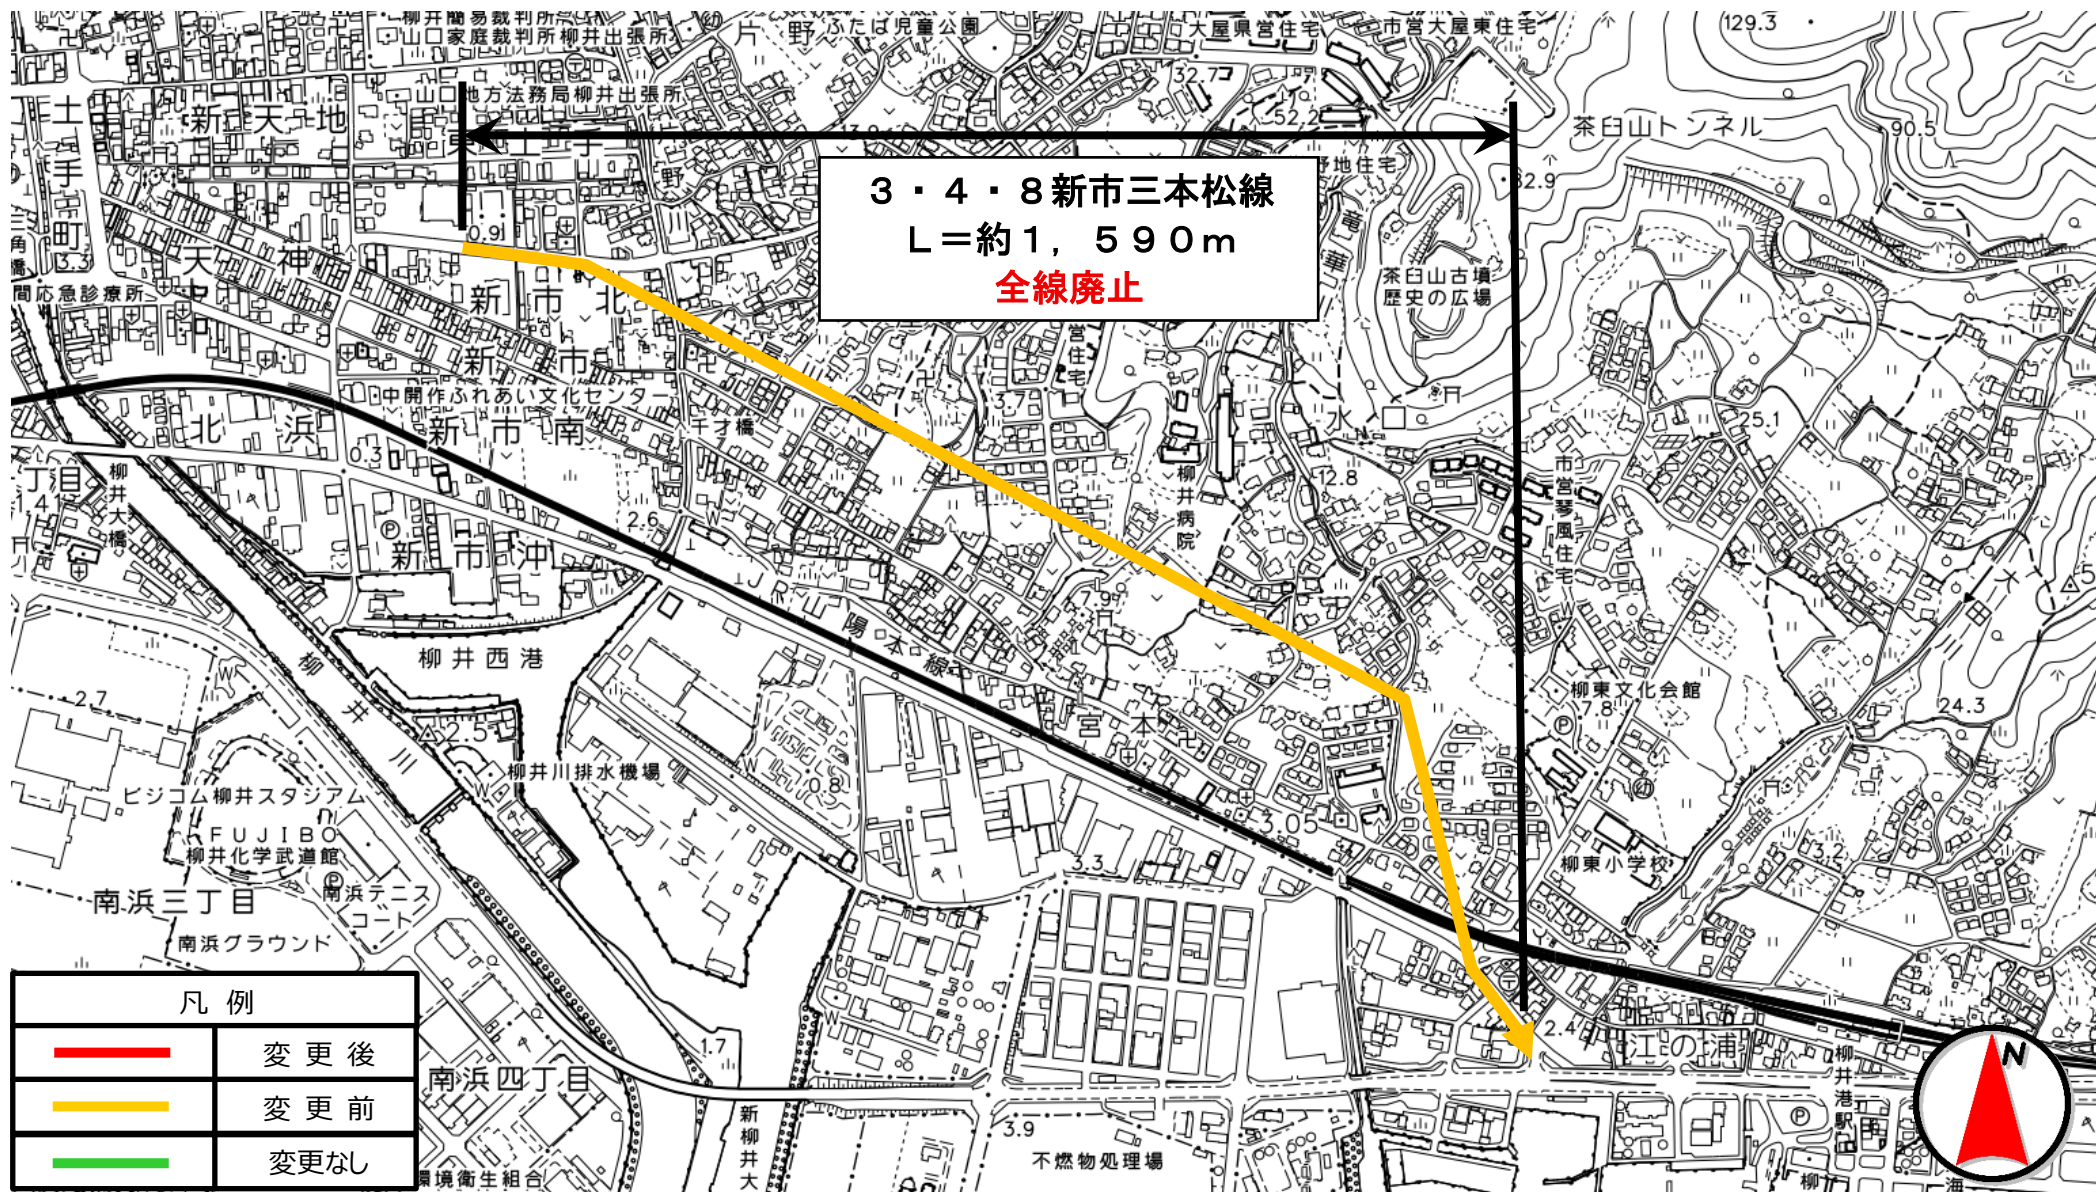 柳井簡易裁判所
山口家庭裁判所柳井出張所
片野
ふたば児童公園
大屋県営住宅
市営大屋東住宅
129.3
山口地方法務局柳井出張所
32.7
52.2
茶臼山トンネル
90.5
土手町
新天地
3・4・8新市三本松線
L=約1,590m
全線廃止
0.9
3.3
天神
新市北
茶臼山古墳
歴史の広場
間応急診療所
新市
中開作ふれあい文化センター
千才橋
3.7
25.1
北浜
新市南
0.3
丁目
1.4
柳井大橋
柳井病院
12.8
市営琴風住宅
2.6
新市沖
JR山陽本線
柳井西港
柳井川
柳東文化会館
7.8
24.3
2.7
2.5
宮本
柳井川排水機場
0.8
ビジコム柳井スタジアム
FUJIBO
柳井化学武道館
3.05
3.3
柳東小学校
3.2
南浜三丁目
南浜テニス
コート
南浜グラウンド
凡例
変更後
変更前
変更なし
1.7
南浜四丁目
2.4
江の浦
N
柳井港駅
新柳井大
3.9
不燃物処理場
環境衛生組合